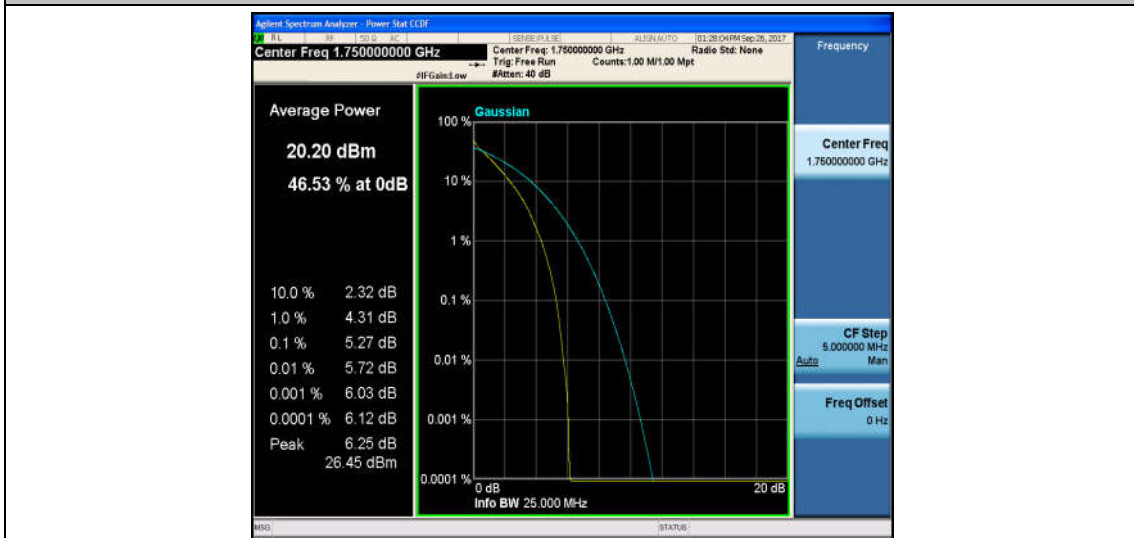 Agilent Spectrum Analyzer - Power Stat CCDF
RL RF 50 Ω AC SENSE:PULSE ALIGN AUTO 01:28:04 PM Sep 26, 2017
Center Freq 1.750000000 GHz
Center Freq: 1.750000000 GHz Radio Std: None
Trig: Free Run Counts:1.00 M/1.00 Mpt
#IFGain:Low #Atten: 40 dB
Frequency
Average Power
20.20 dBm
46.53 % at 0dB
10.0 % 2.32 dB
1.0 % 4.31 dB
0.1 % 5.27 dB
0.01 % 5.72 dB
0.001 % 6.03 dB
0.0001 % 6.12 dB
Peak 6.25 dB
26.45 dBm
Gaussian
100 %
10 %
1 %
0.1 %
0.01 %
0.001 %
0.0001 %
0 dB 20 dB
Info BW 25.000 MHz
Center Freq
1.750000000 GHz
CF Step
5.000000 MHz
Auto Man
Freq Offset
0 Hz
MSG STATUS